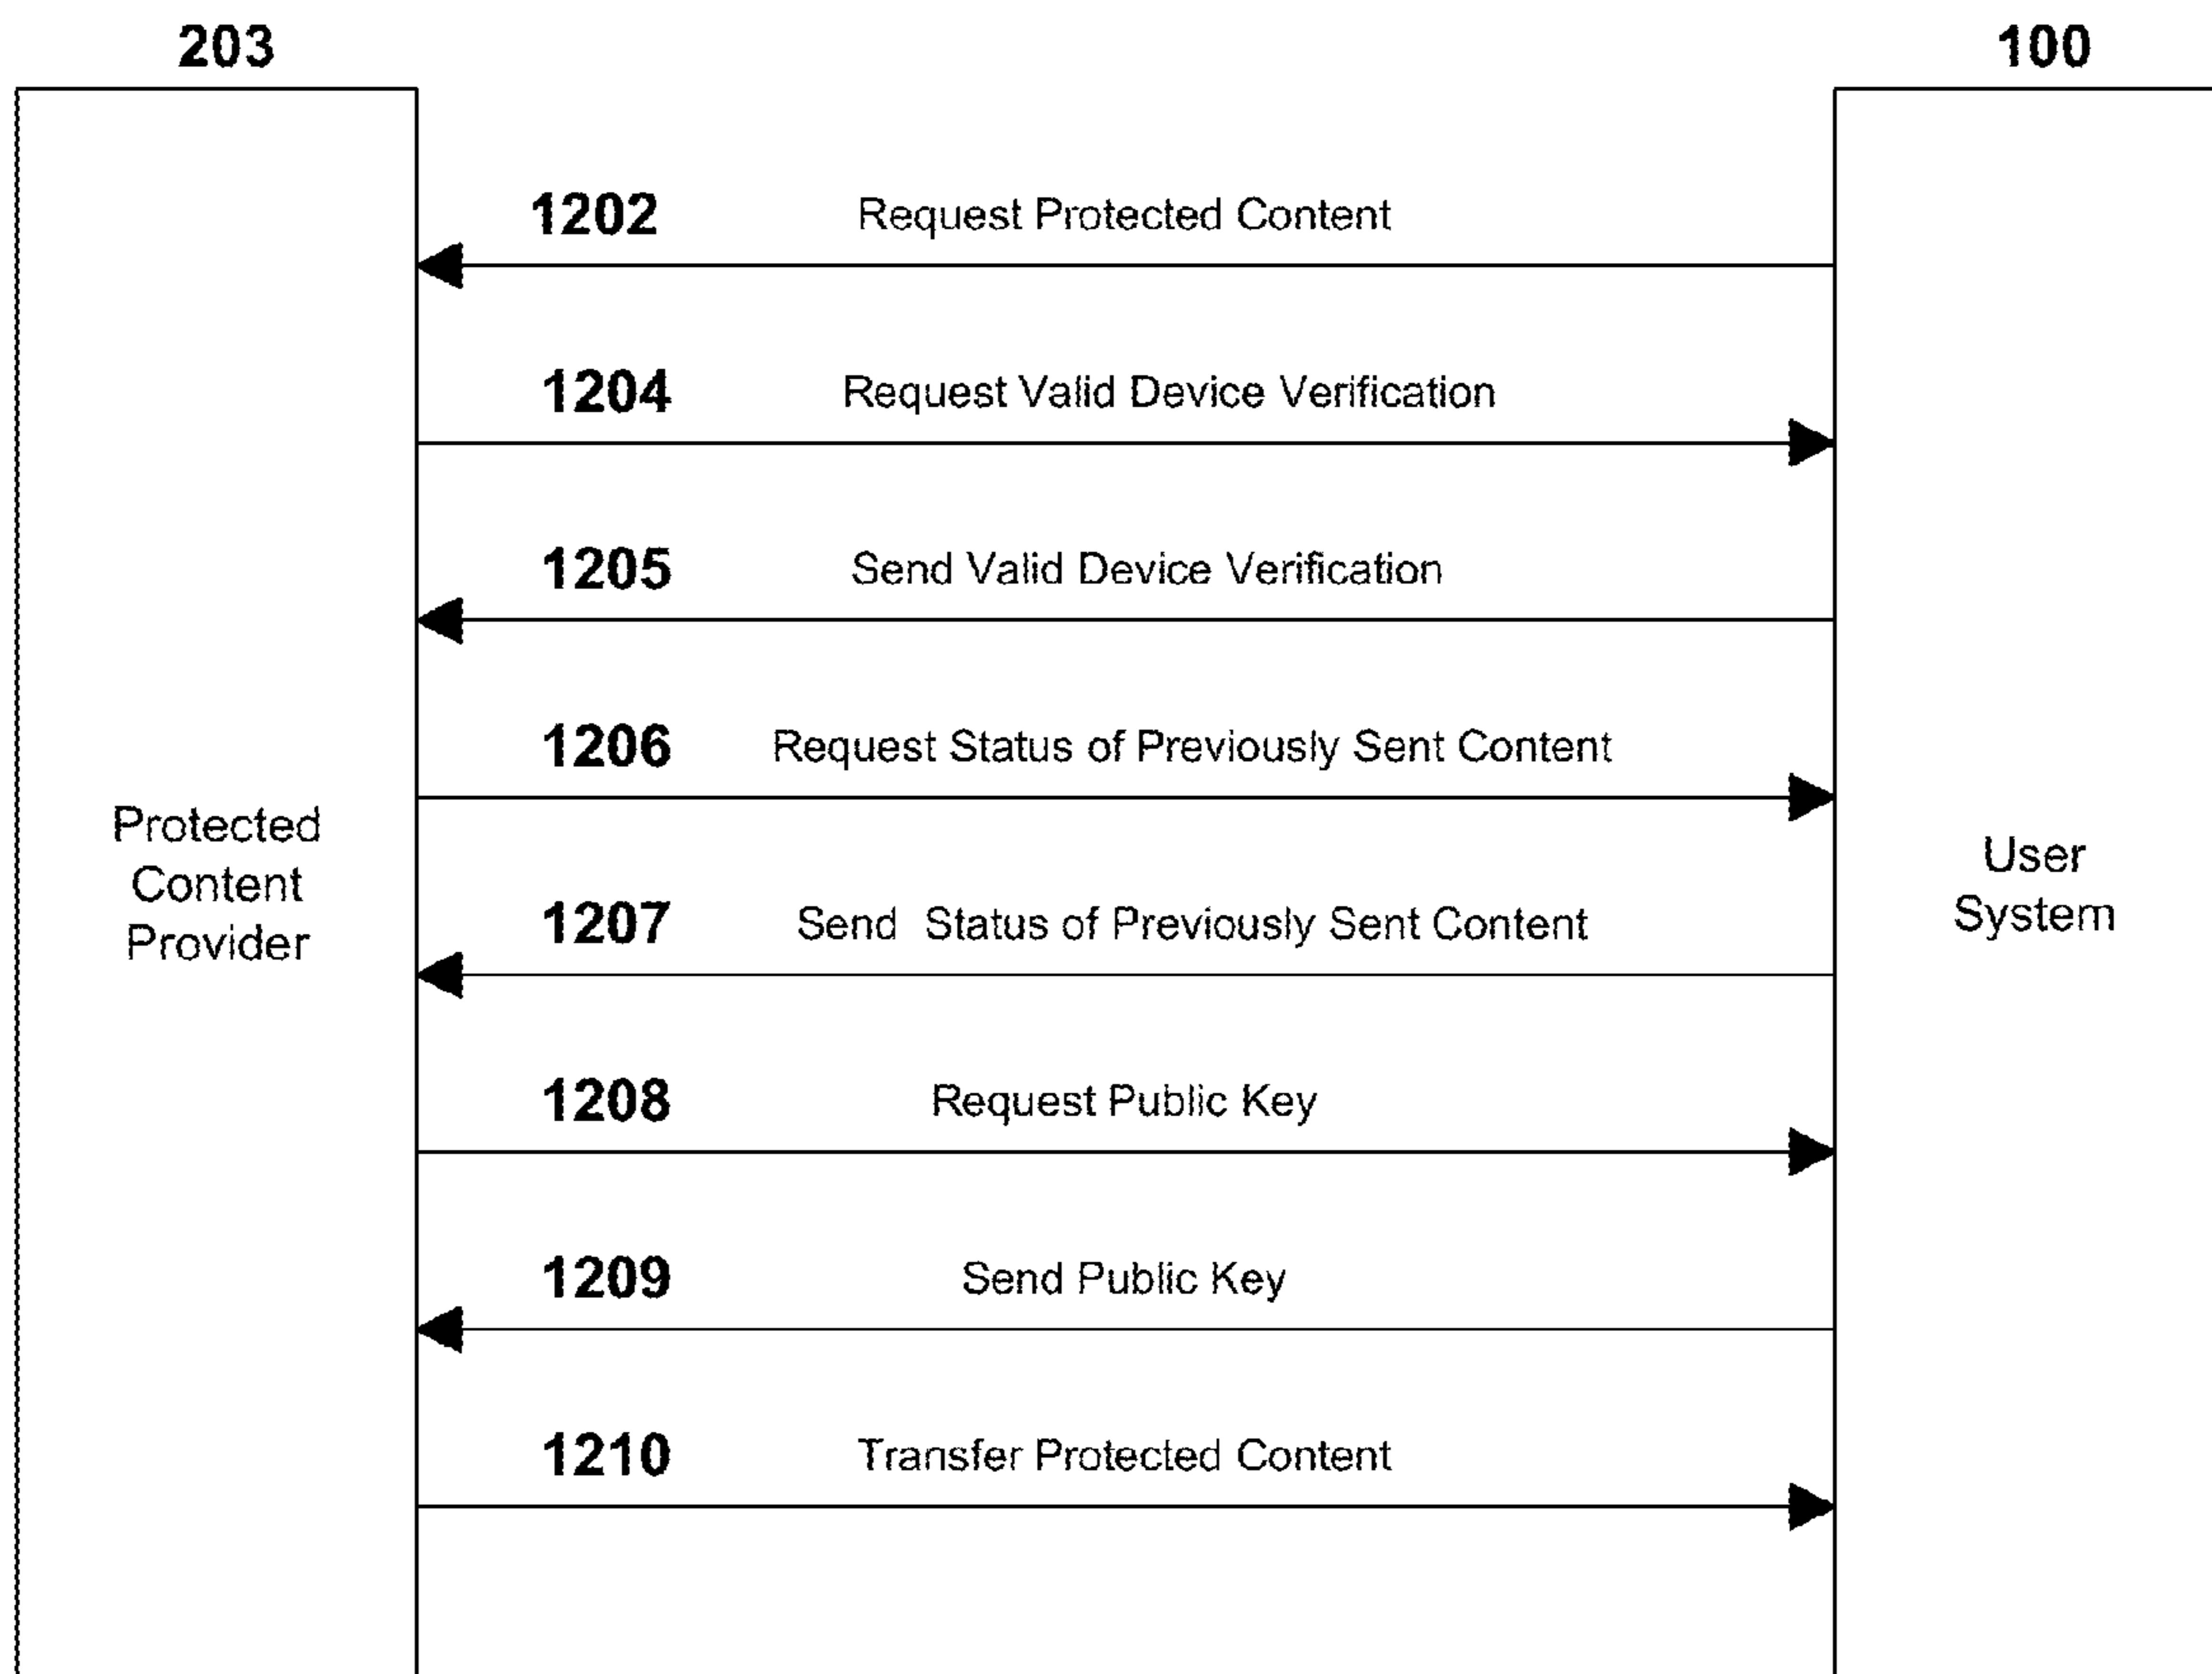 203
100
1202 Request Protected Content
1204 Request Valid Device Verification
1205 Send Valid Device Verification
1206 Request Status of Previously Sent Content
1207 Send Status of Previously Sent Content
1208 Request Public Key
1209 Send Public Key
1210 Transfer Protected Content
Protected
Content
Provider
User
System